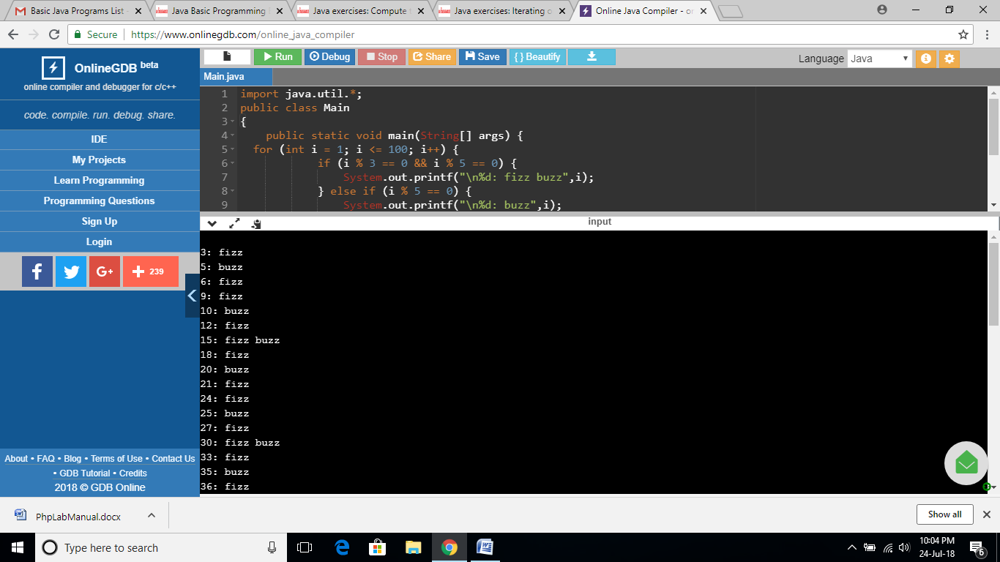 Basic Java Programs List
Java Basic Programming
Java exercises: Compute
Java exercises: Iterating
Online Java Compiler - o
Secure
https://www.onlinegdb.com/online_java_compiler
OnlineGDB beta
online compiler and debugger for c/c++
code. compile. run. debug. share.
IDE
My Projects
Learn Programming
Programming Questions
Sign Up
Login
f
G+
+ 239
About • FAQ • Blog • Terms of Use • Contact Us
• GDB Tutorial • Credits
2018 © GDB Online
Run
Debug
Stop
Share
Save
{ } Beautify
Language
Java
Main.java
1 import java.util.*;
2 public class Main
3 {
4 public static void main(String[] args) {
5 for (int i = 1; i <= 100; i++) {
6 if (i % 3 == 0 && i % 5 == 0) {
7 System.out.printf("\n%d: fizz buzz",i);
8 } else if (i % 5 == 0) {
9 System.out.printf("\n%d: buzz",i);
input
3: fizz
5: buzz
6: fizz
9: fizz
10: buzz
12: fizz
15: fizz buzz
18: fizz
20: buzz
21: fizz
24: fizz
25: buzz
27: fizz
30: fizz buzz
33: fizz
35: buzz
36: fizz
PhpLabManual.docx
Show all
Type here to search
10:04 PM
24-Jul-18
6